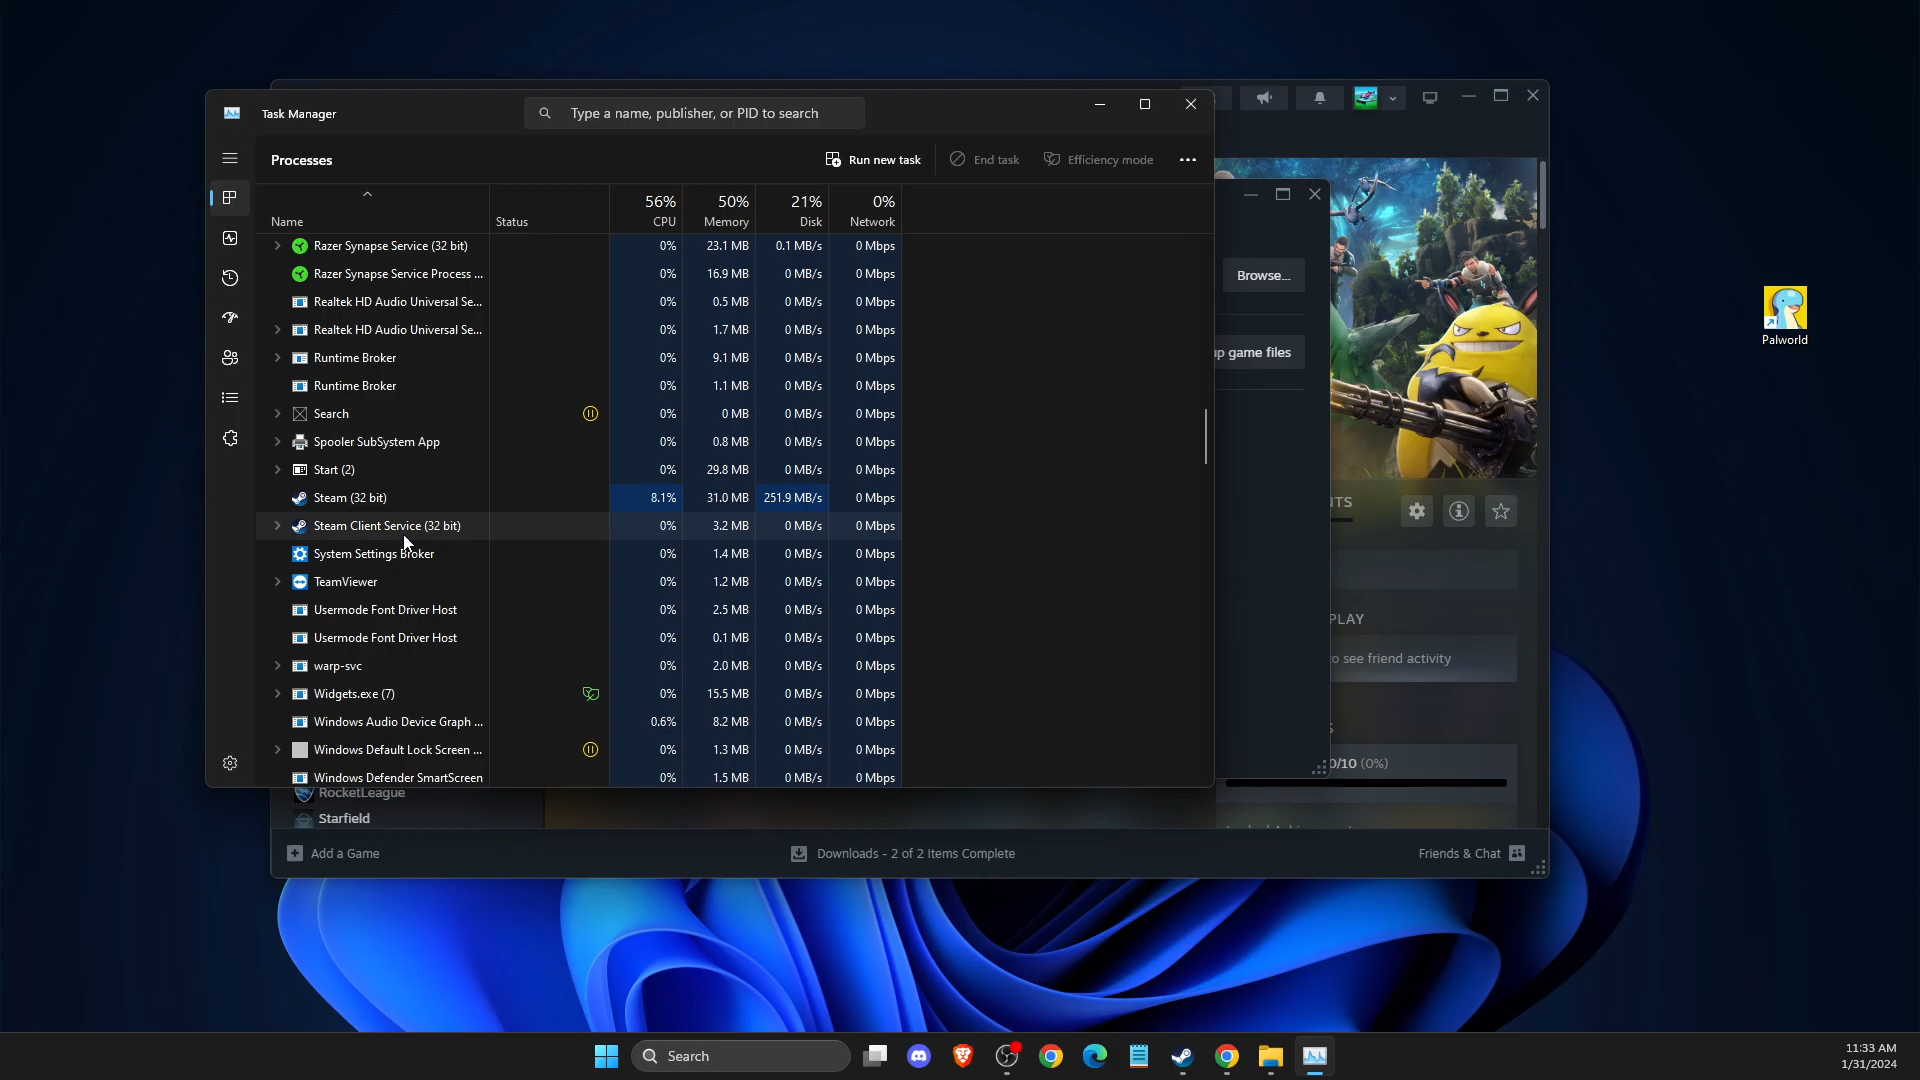 Task Manager
Type a name, publisher, or PID to search
Processes
Run new task
End task
Efficiency mode
56% 50% 21% 0%
Name Status CPU Memory Disk Network
Razer Synapse Service (32 bit) 0% 23.1 MB 0.1 MB/s 0 Mbps
Razer Synapse Service Process ... 0% 16.9 MB 0 MB/s 0 Mbps
Realtek HD Audio Universal Se... 0% 0.5 MB 0 MB/s 0 Mbps
Realtek HD Audio Universal Se... 0% 1.7 MB 0 MB/s 0 Mbps
Runtime Broker 0% 9.1 MB 0 MB/s 0 Mbps
Runtime Broker 0% 1.1 MB 0 MB/s 0 Mbps
Search 0% 0 MB 0 MB/s 0 Mbps
Spooler SubSystem App 0% 0.8 MB 0 MB/s 0 Mbps
Start (2) 0% 29.8 MB 0 MB/s 0 Mbps
Steam (32 bit) 8.1% 31.0 MB 251.9 MB/s 0 Mbps
Steam Client Service (32 bit) 0% 3.2 MB 0 MB/s 0 Mbps
System Settings Broker 0% 1.4 MB 0 MB/s 0 Mbps
TeamViewer 0% 1.2 MB 0 MB/s 0 Mbps
Usermode Font Driver Host 0% 2.5 MB 0 MB/s 0 Mbps
Usermode Font Driver Host 0% 0.1 MB 0 MB/s 0 Mbps
warp-svc 0% 2.0 MB 0 MB/s 0 Mbps
Widgets.exe (7) 0% 15.5 MB 0 MB/s 0 Mbps
Windows Audio Device Graph ... 0.6% 8.2 MB 0 MB/s 0 Mbps
Windows Default Lock Screen ... 0% 1.3 MB 0 MB/s 0 Mbps
Windows Defender SmartScreen 0% 1.5 MB 0 MB/s 0 Mbps
Browse...
up game files
NTS
PLAY
to see friend activity
S
0/10 (0%)
RocketLeague
Starfield
Add a Game
Downloads - 2 of 2 Items Complete
Friends & Chat
Palworld
Search
11:33 AM
1/31/2024